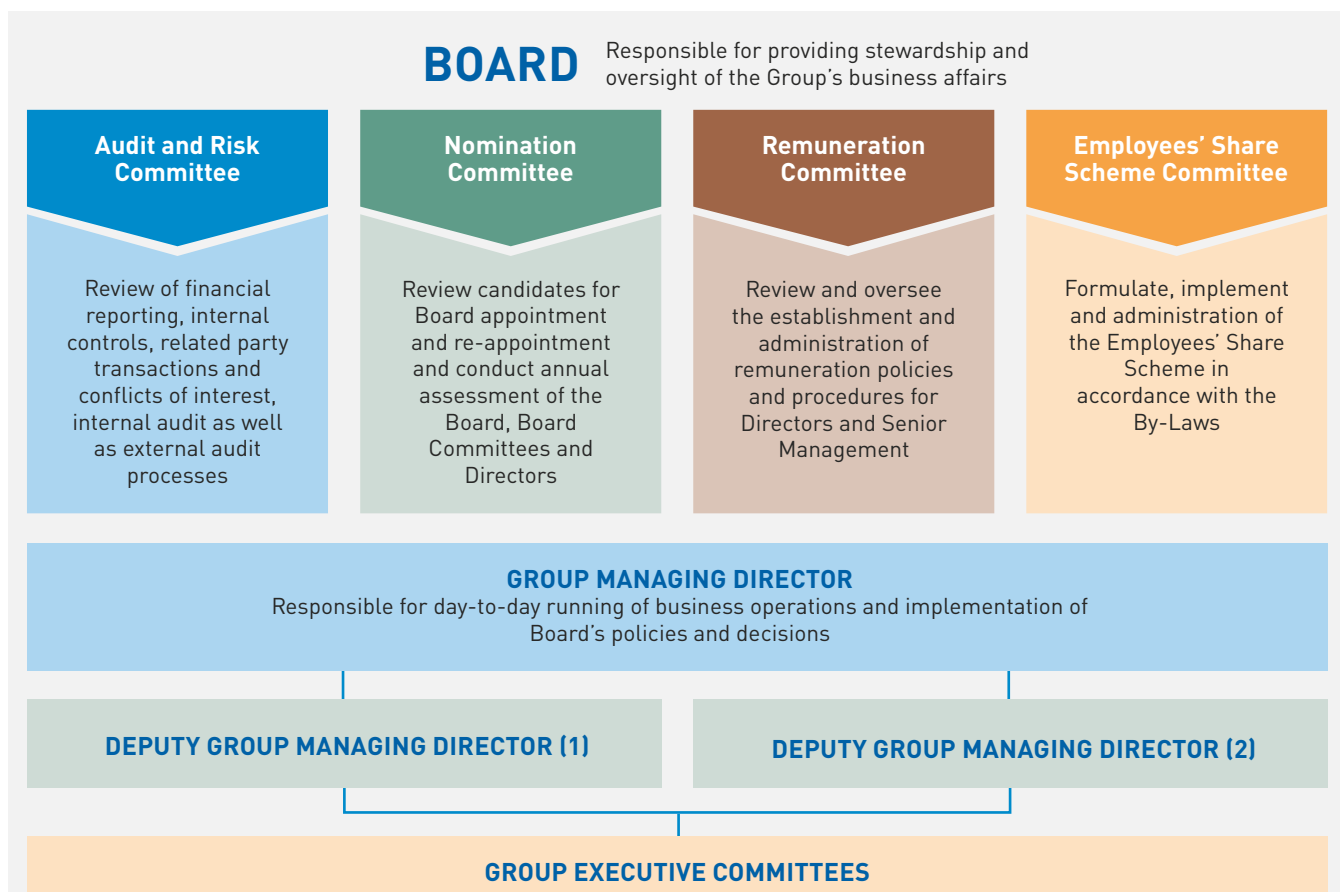 BOARD
Responsible for providing stewardship and
oversight of the Group’s business affairs
Audit and Risk
Committee
Review of financial
reporting, internal
controls, related party
transactions and
conflicts of interest,
internal audit as well
as external audit
processes
Nomination
Committee
Review candidates for
Board appointment
and re-appointment
and conduct annual
assessment of the
Board, Board
Committees and
Directors
Remuneration
Committee
Review and oversee
the establishment and
administration of
remuneration policies
and procedures for
Directors and Senior
Management
Employees’ Share
Scheme Committee
Formulate, implement
and administration of
the Employees’ Share
Scheme in
accordance with the
By-Laws
GROUP MANAGING DIRECTOR
Responsible for day-to-day running of business operations and implementation of
Board’s policies and decisions
DEPUTY GROUP MANAGING DIRECTOR (1)
DEPUTY GROUP MANAGING DIRECTOR (2)
GROUP EXECUTIVE COMMITTEES